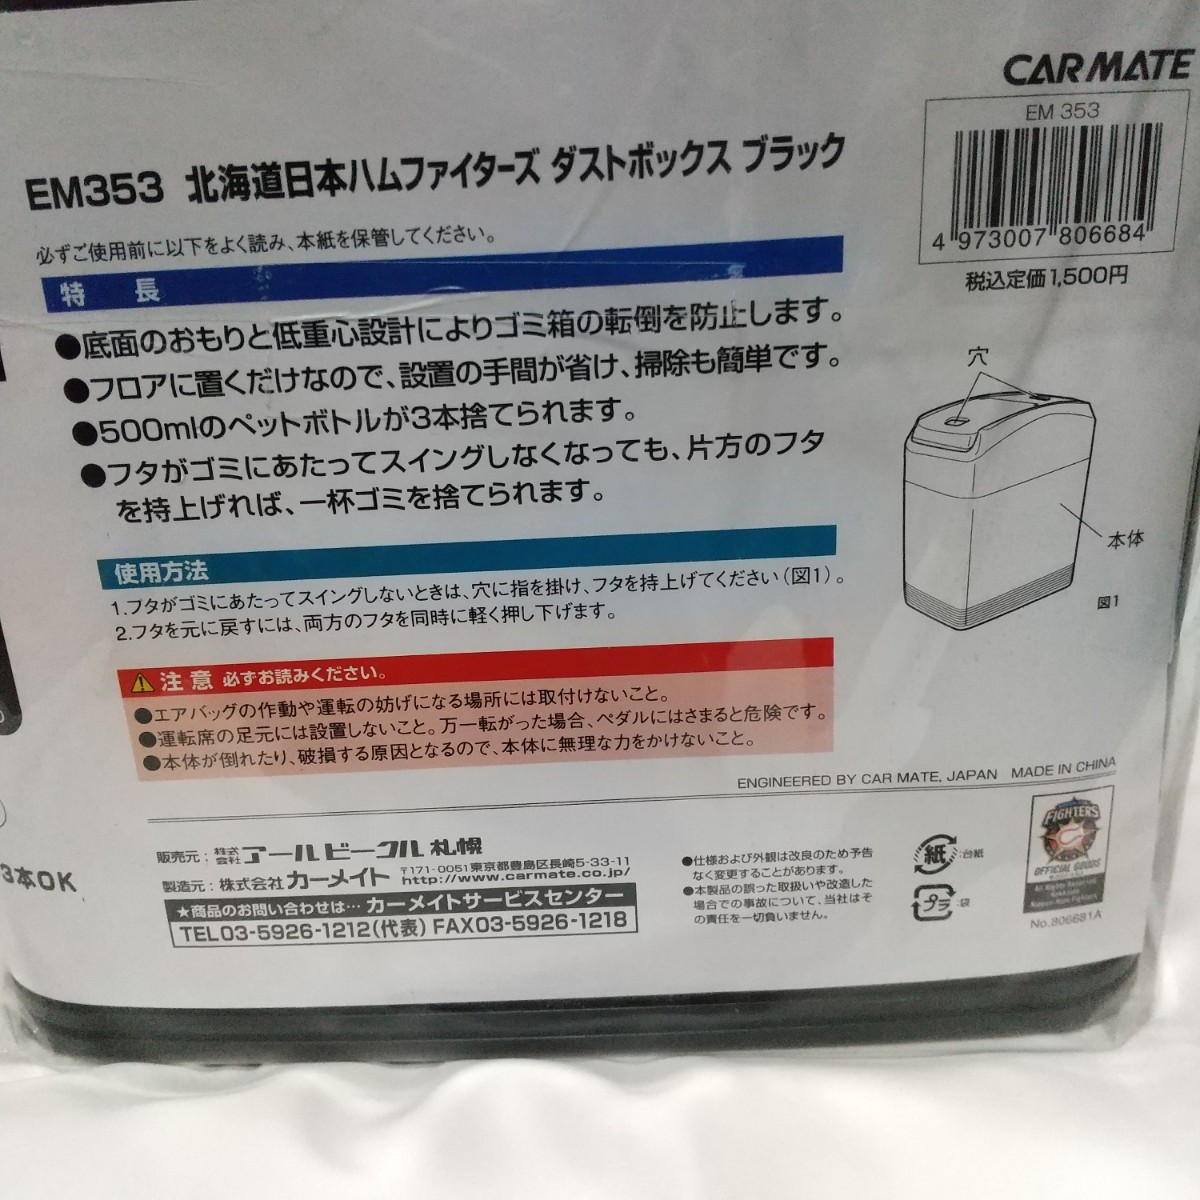 CAR MATE
EM 353
4 973007 806684
税込定価1,500円
EM353 北海道日本ハムファイターズ ダストボックス ブラック
必ずご使用前に以下をよく読み、本紙を保管してください。
特 長
●底面のおもりと低重心設計によりゴミ箱の転倒を防止します。
●フロアに置くだけなので、設置の手間が省け、掃除も簡単です。
●500mlのペットボトルが3本捨てられます。
●フタがゴミにあたってスイングしなくなっても、片方のフタ
を持上げれば、一杯ゴミを捨てられます。
穴
本体
図1
使用方法
1.フタがゴミにあたってスイングしないときは、穴に指を掛け、フタを持上げてください(図1)。
2.フタを元に戻すには、両方のフタを同時に軽く押し下げます。
注意 必ずお読みください。
●エアバッグの作動や運転の妨げになる場所には取付けないこと。
●運転席の足元には設置しないこと。万一転がった場合、ペダルにはさまると危険です。
●本体が倒れたり、破損する原因となるので、本体に無理な力をかけないこと。
ENGINEERED BY CAR MATE, JAPAN MADE IN CHINA
3本OK
販売元:株式会社アールビークル札幌
製造元:株式会社カーメイト
〒171-0051東京都豊島区長崎5-33-11
http://www.carmate.co.jp/
★商品のお問い合わせは…カーメイトサービスセンター
TEL03-5926-1212(代表) FAX03-5926-1218
●仕様および外観は改良のため予告
なく変更することがあります。
●本製品の誤った取扱いや改造した
場合での事故について、当社はそ
の責任を一切負いません。
紙:台紙
プラ:袋
FIGHTERS
OFFICIAL GOODS
All Rights Reserved
Nippon-Ham Fighters
No.806681A